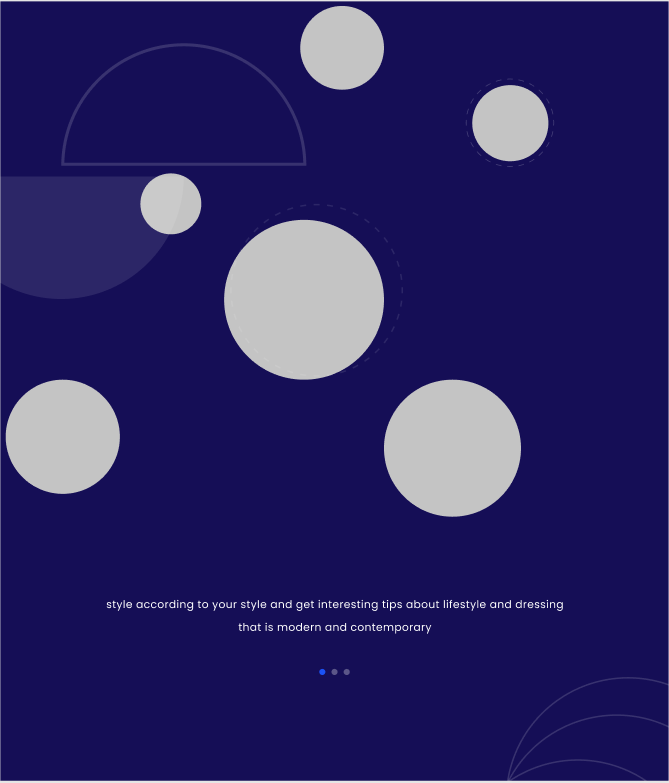 style according to your style and get interesting tips about lifestyle and dressing
that is modern and contemporary